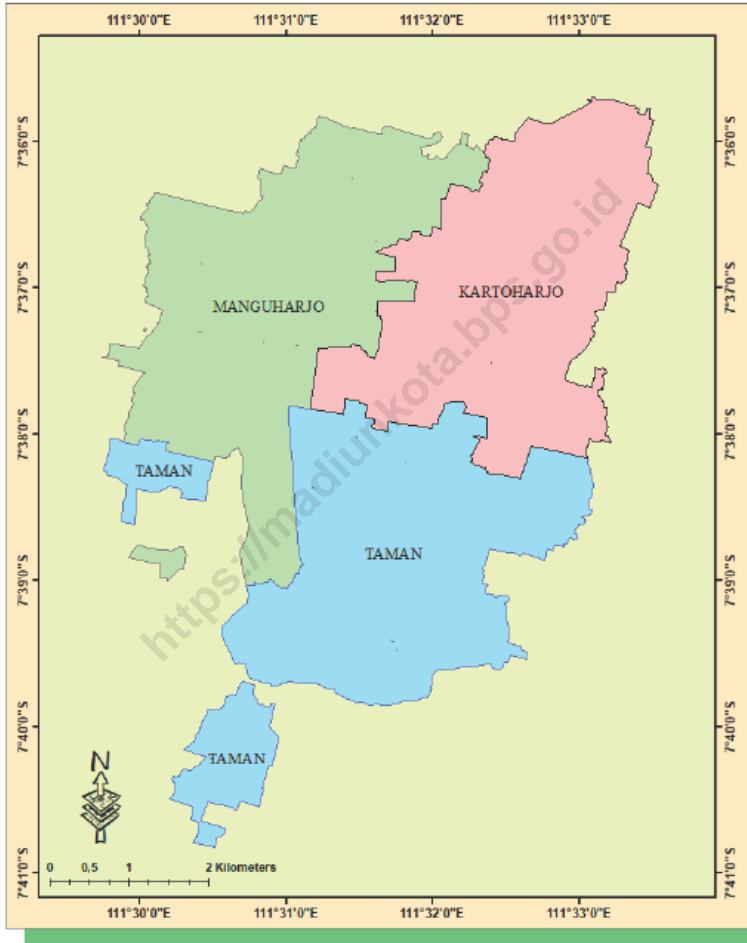 111°30'0"E 111°31'0"E 111°32'0"E 111°33'0"E
7°36'0"S 7°36'0"S
7°37'0"S 7°37'0"S
MANGUHARJO KARTOHARJO
7°38'0"S 7°38'0"S
TAMAN
TAMAN
7°39'0"S 7°39'0"S
https://madiunkota.bps.go.id
7°40'0"S 7°40'0"S
TAMAN
N
0 0,5 1 2 Kilometers
7°41'0"S 7°41'0"S
111°30'0"E 111°31'0"E 111°32'0"E 111°33'0"E